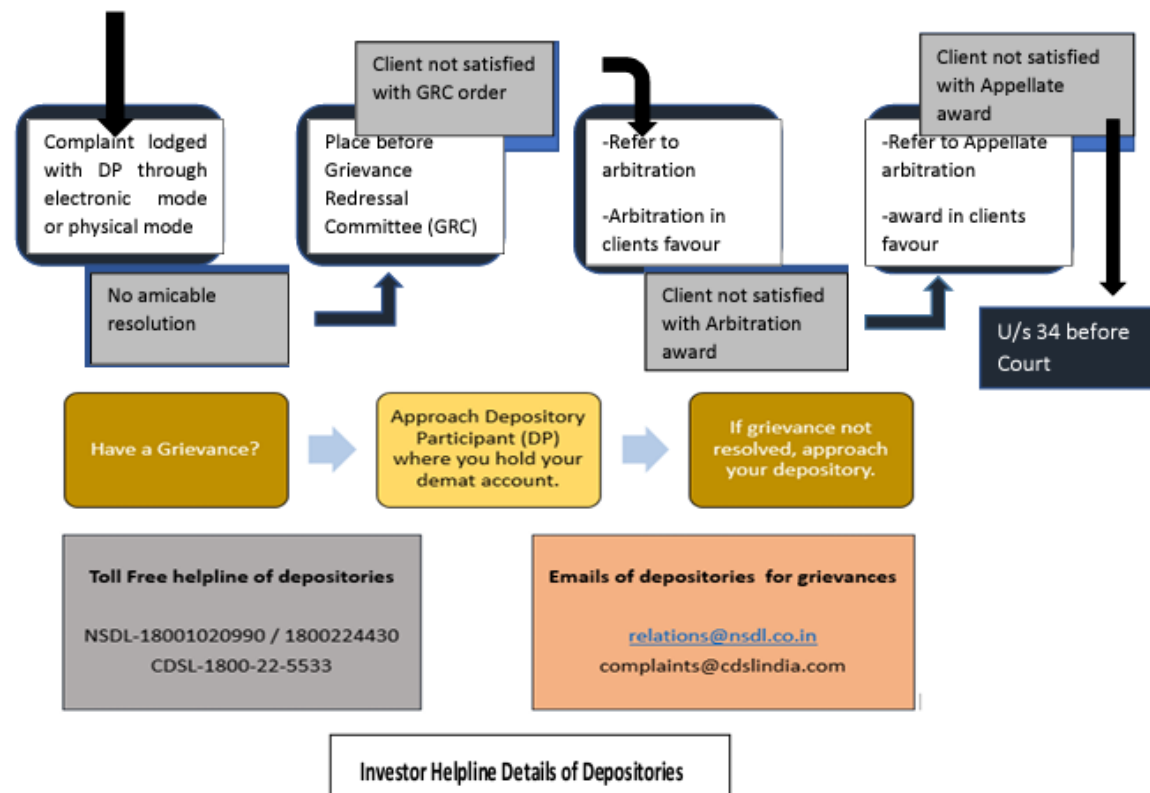 Complaint lodged
with DP through
electronic mode
or physical mode
No amicable
resolution
Place before
Grievance
Redressal
Committee (GRC)
Client not satisfied
with GRC order
-Refer to
arbitration
-Arbitration in
clients favour
Client not satisfied
with Arbitration
award
-Refer to Appellate
arbitration
-award in clients
favour
Client not satisfied
with Appellate
award
U/s 34 before
Court
Have a Grievance?
Approach Depository
Participant (DP)
where you hold your
demat account.
If grievance not
resolved, approach
your depository.
Toll Free helpline of depositories
NSDL-18001020990 / 1800224430
CDSL-1800-22-5533
Emails of depositories for grievances
relations@nsdl.co.in
complaints@cdslindia.com
Investor Helpline Details of Depositories